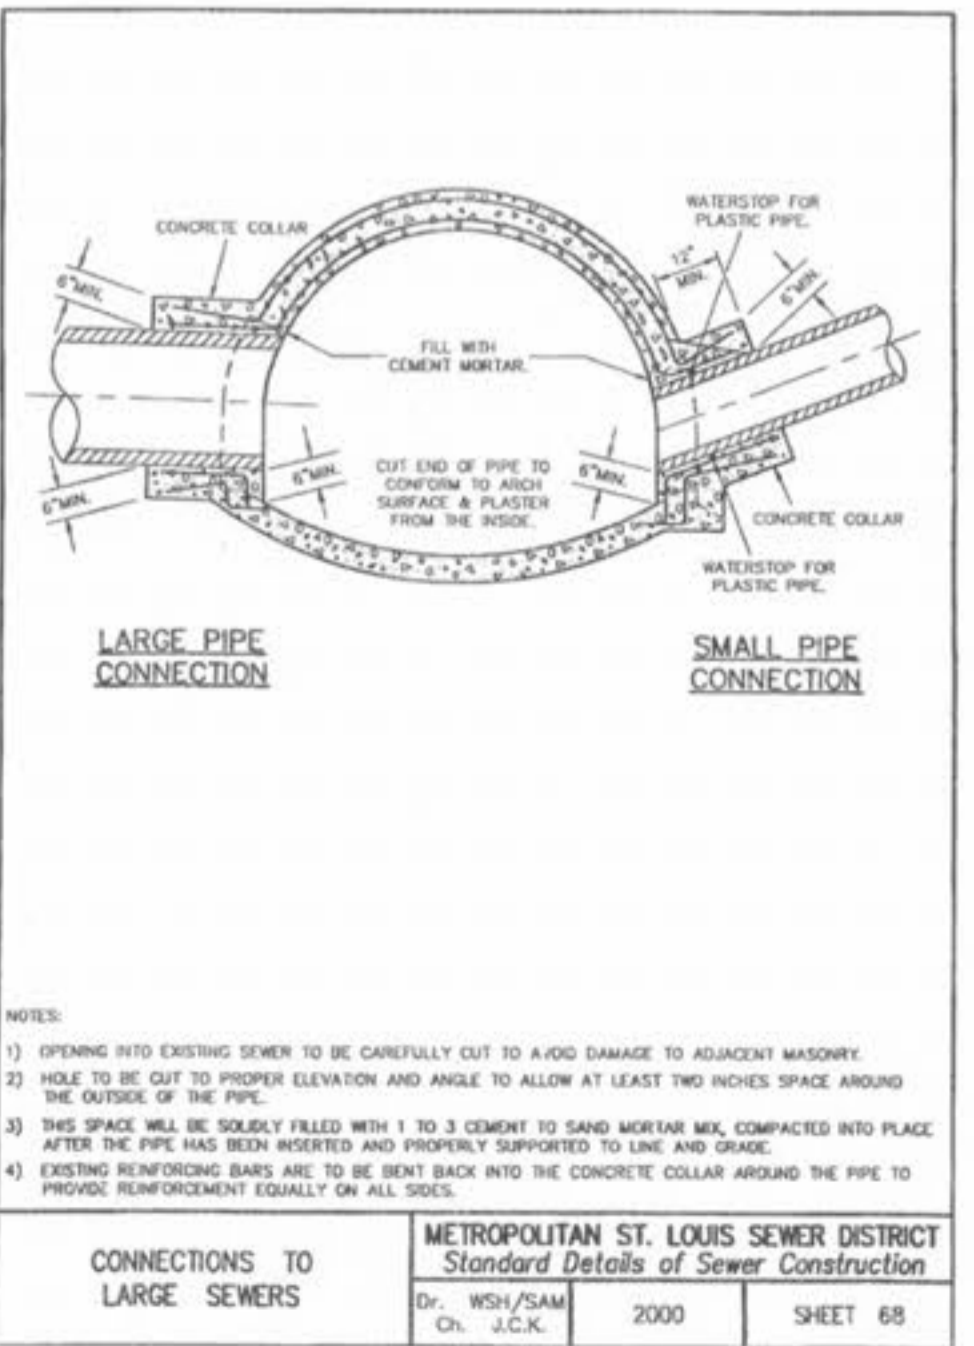 CONCRETE COLLAR
WATERSTOP FOR
PLASTIC PIPE.
6"MIN.
12"
MIN.
6"MIN.
FILL WITH
CEMENT MORTAR.
6"MIN.
6"MIN.
CUT END OF PIPE TO
CONFORM TO ARCH
SURFACE & PLASTER
FROM THE INSIDE.
6"MIN.
CONCRETE COLLAR
WATERSTOP FOR
PLASTIC PIPE.
LARGE PIPE
CONNECTION
SMALL PIPE
CONNECTION
NOTES:
1) OPENING INTO EXISTING SEWER TO BE CAREFULLY CUT TO AVOID DAMAGE TO ADJACENT MASONRY.
2) HOLE TO BE CUT TO PROPER ELEVATION AND ANGLE TO ALLOW AT LEAST TWO INCHES SPACE AROUND
THE OUTSIDE OF THE PIPE.
3) THIS SPACE WILL BE SOLIDLY FILLED WITH 1 TO 3 CEMENT TO SAND MORTAR MIX, COMPACTED INTO PLACE
AFTER THE PIPE HAS BEEN INSERTED AND PROPERLY SUPPORTED TO LINE AND GRADE.
4) EXISTING REINFORCING BARS ARE TO BE BENT BACK INTO THE CONCRETE COLLAR AROUND THE PIPE TO
PROVIDE REINFORCEMENT EQUALLY ON ALL SIDES.
CONNECTIONS TO
LARGE SEWERS
METROPOLITAN ST. LOUIS SEWER DISTRICT
Standard Details of Sewer Construction
Dr. WSH/SAM
Ch. J.C.K.
2000
SHEET 68